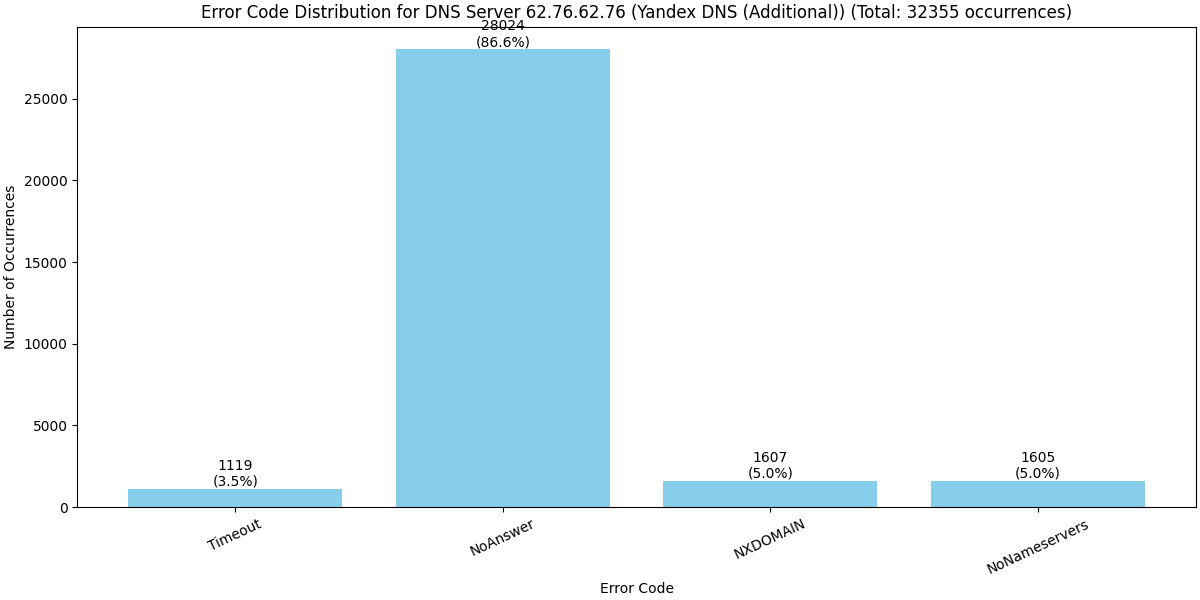 Error Code Distribution for DNS Server 62.76.62.76 (Yandex DNS (Additional)) (Total: 32355 occurrences)
28024
(86.6%)
25000
20000
15000
10000
5000
0
Number of Occurrences
1119
(3.5%)
1607
(5.0%)
1605
(5.0%)
Timeout
NoAnswer
NXDOMAIN
NoNameservers
Error Code